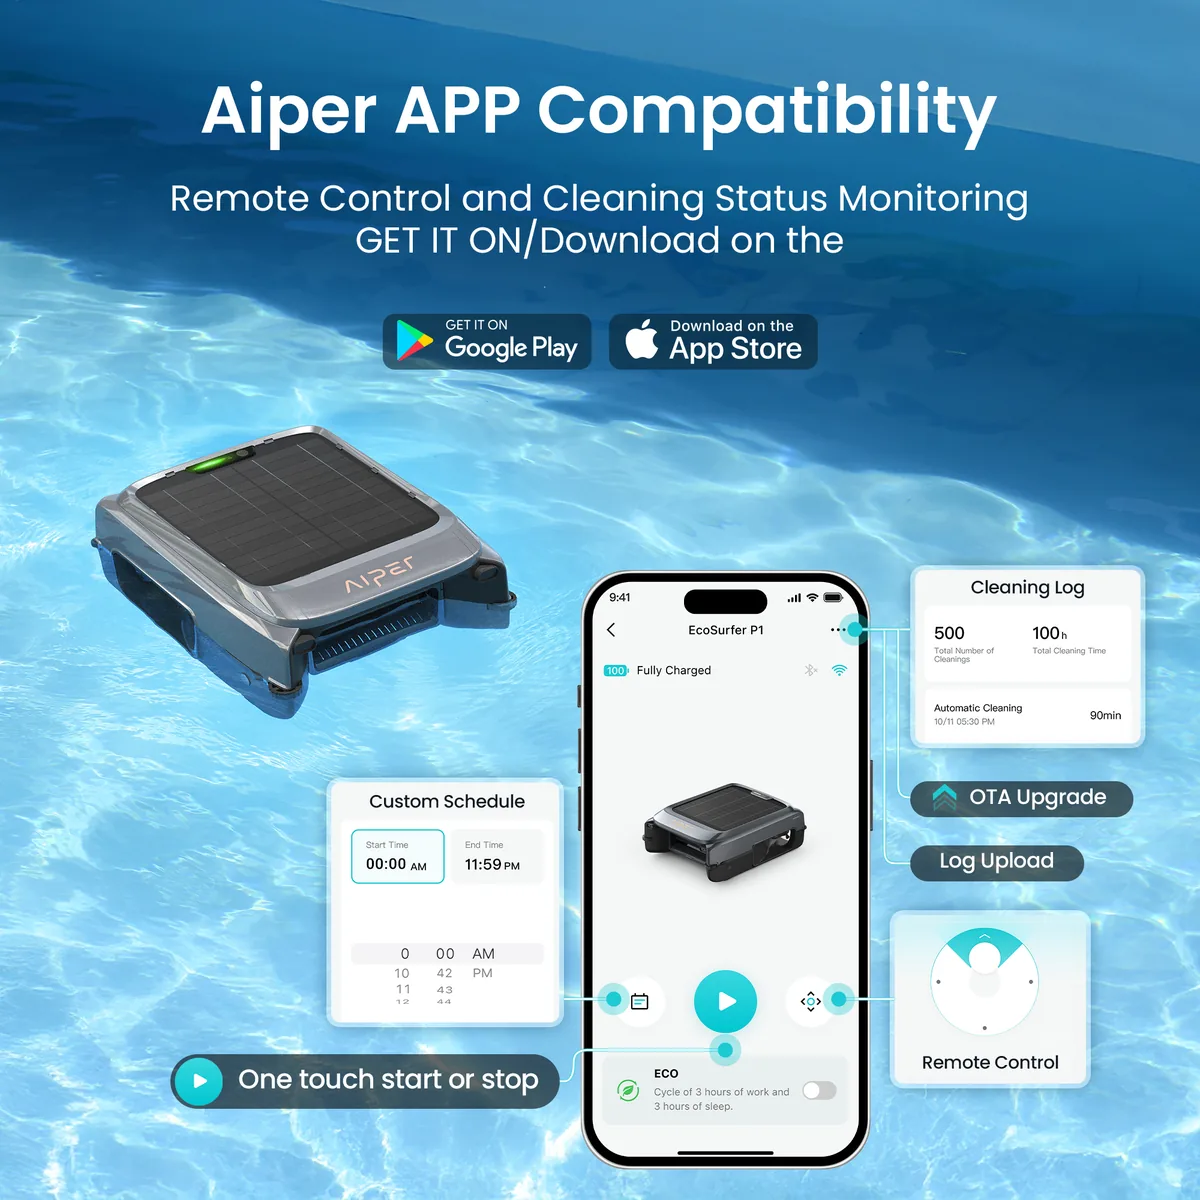 Aiper APP Compatibility
Remote Control and Cleaning Status Monitoring
GET IT ON/Download on the
GET IT ON
Google Play
Download on the
App Store
AIPER
9:41
EcoSurfer P1
100 Fully Charged
Cleaning Log
500 100 h
Total Number of Cleanings
Total Cleaning Time
Automatic Cleaning
10/11 05:30 PM
90min
OTA Upgrade
Log Upload
Custom Schedule
Start Time End Time
00:00 AM 11:59 PM
0 00 AM
10 42 PM
11 43
12 44
Remote Control
One touch start or stop
ECO
Cycle of 3 hours of work and
3 hours of sleep.